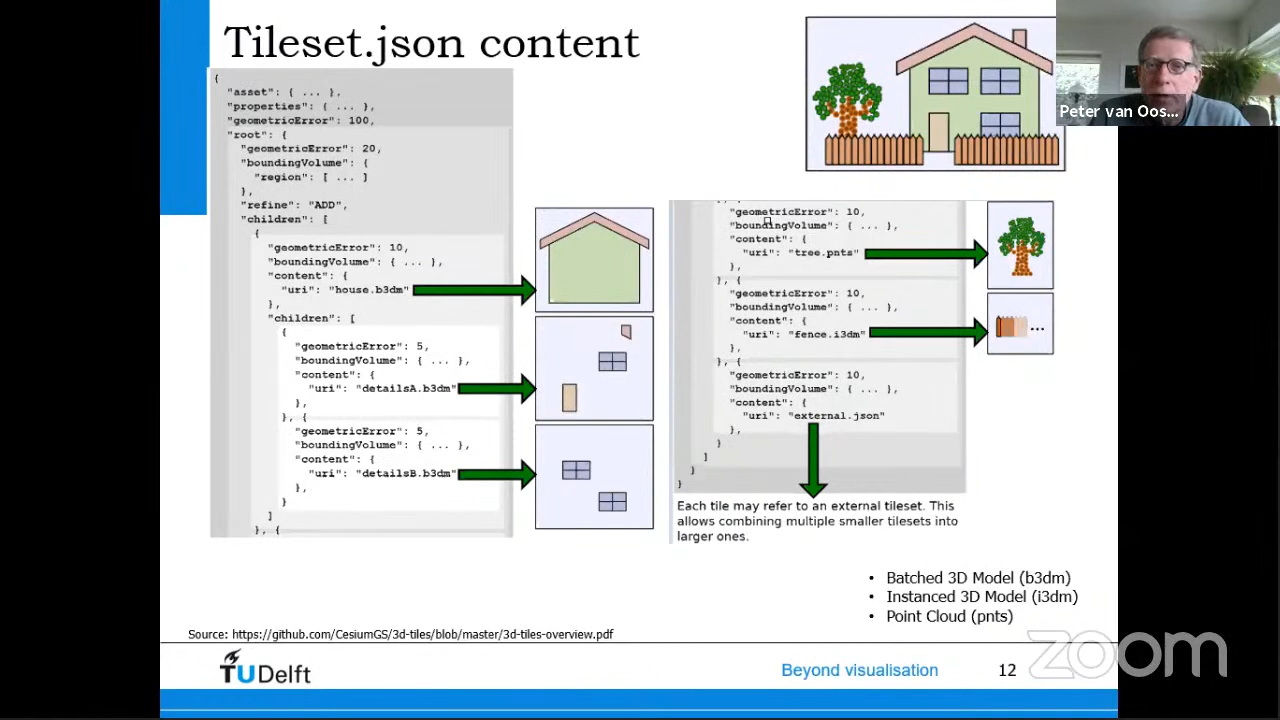 Tileset.json content
{
"asset": { ... },
"properties": { ... },
"geometricError": 100,
"root": {
"geometricError": 20,
"boundingVolume": {
"region": [ ... ]
},
"refine": "ADD",
"children": [
{
"geometricError": 10,
"boundingVolume": { ... },
"content": {
"uri": "house.b3dm"
},
"children": [
{
"geometricError": 5,
"boundingVolume": { ... },
"content": {
"uri": "detailsA.b3dm"
},
}, {
"geometricError": 5,
"boundingVolume": { ... },
"content": {
"uri": "detailsB.b3dm"
},
}
]
}, {
}, {
"geometricError": 10,
"boundingVolume": { ... },
"content": {
"uri": "tree.pnts"
},
}, {
"geometricError": 10,
"boundingVolume": { ... },
"content": {
"uri": "fence.i3dm"
},
}, {
"geometricError": 10,
"boundingVolume": { ... },
"content": {
"uri": "external.json"
},
}
]
}
}
...
Each tile may refer to an external tileset. This
allows combining multiple smaller tilesets into
larger ones.
• Batched 3D Model (b3dm)
• Instanced 3D Model (i3dm)
• Point Cloud (pnts)
Source: https://github.com/CesiumGS/3d-tiles/blob/master/3d-tiles-overview.pdf
TUDelft
Beyond visualisation
12
Peter van Oos...
zoom